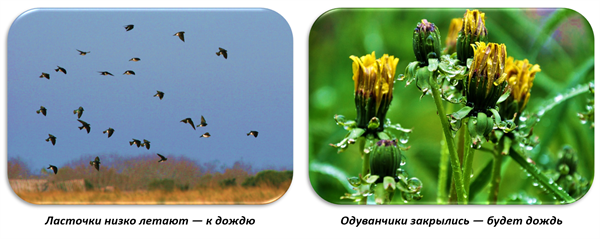 Ласточки низко летают — к дождю
Одуванчики закрылись — будет дождь